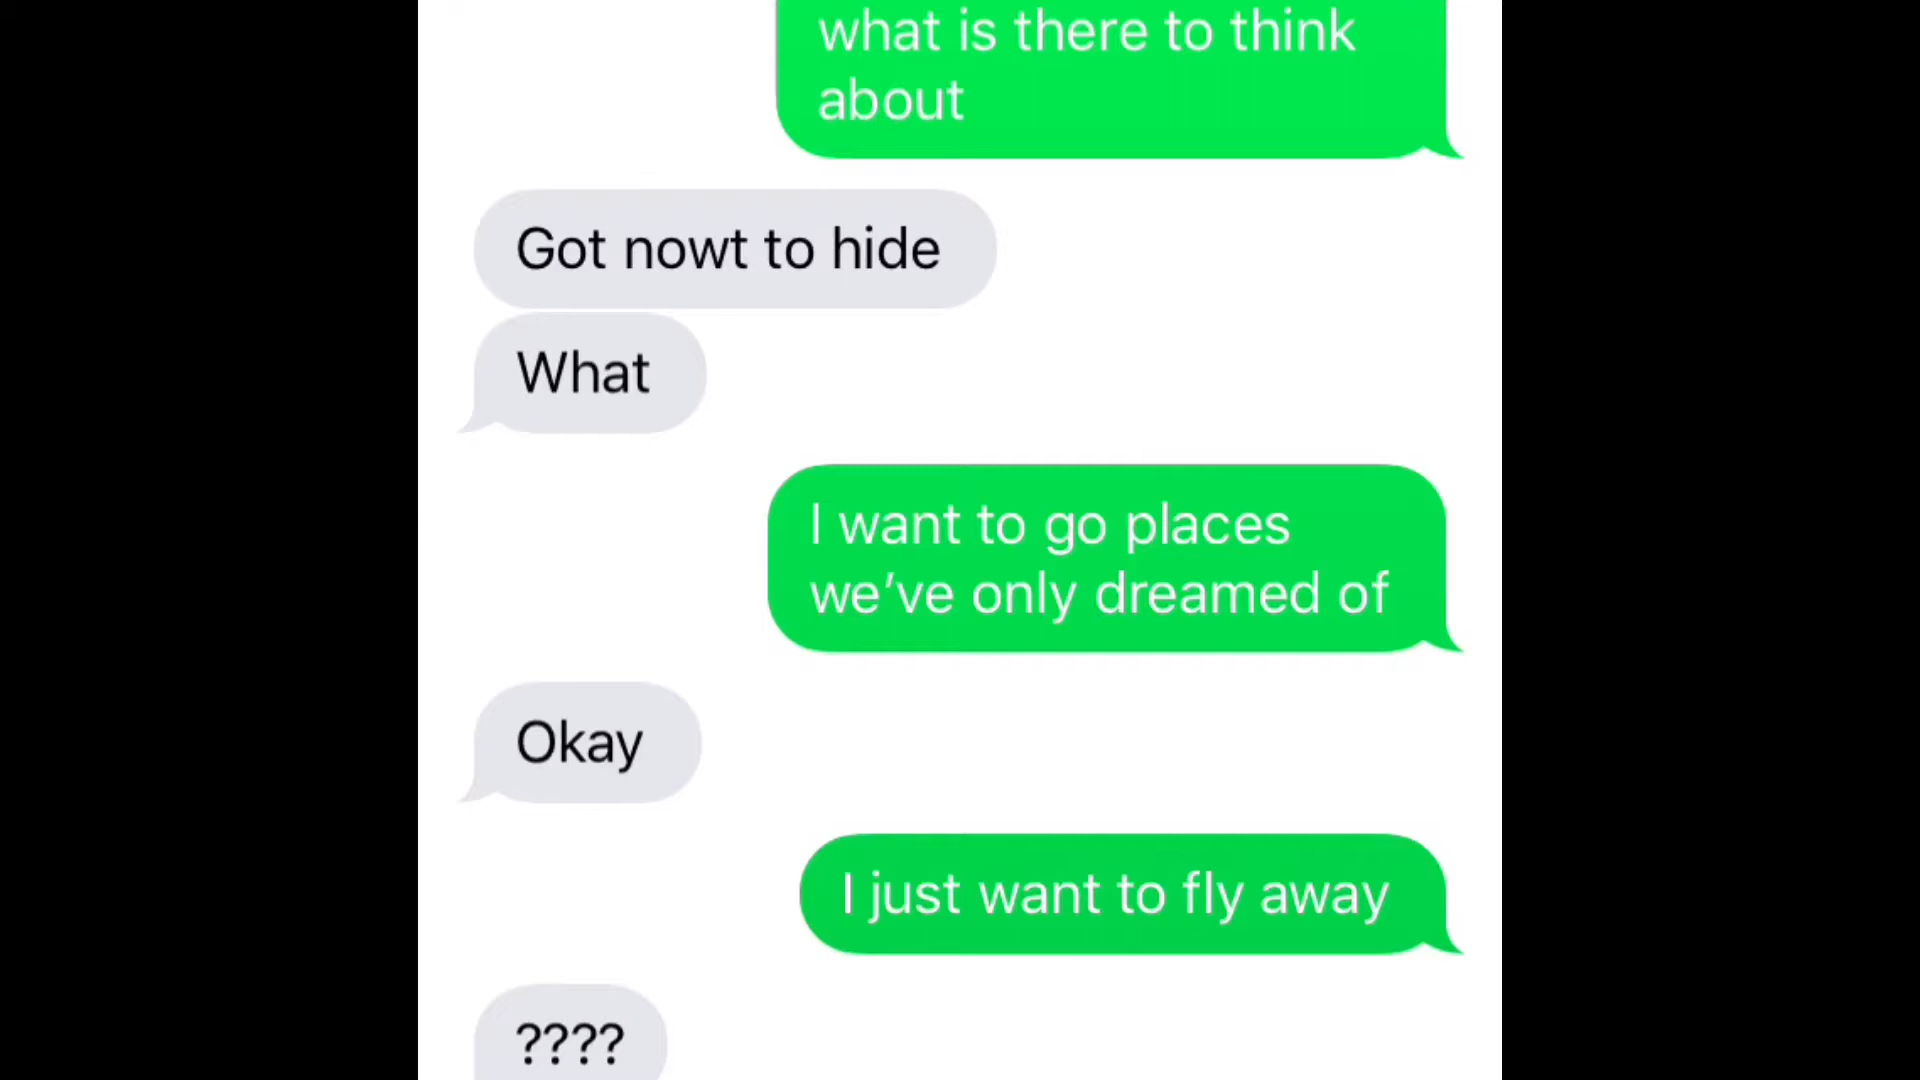 what is there to think
about
Got nowt to hide
What
I want to go places
we’ve only dreamed of
Okay
I just want to fly away
????